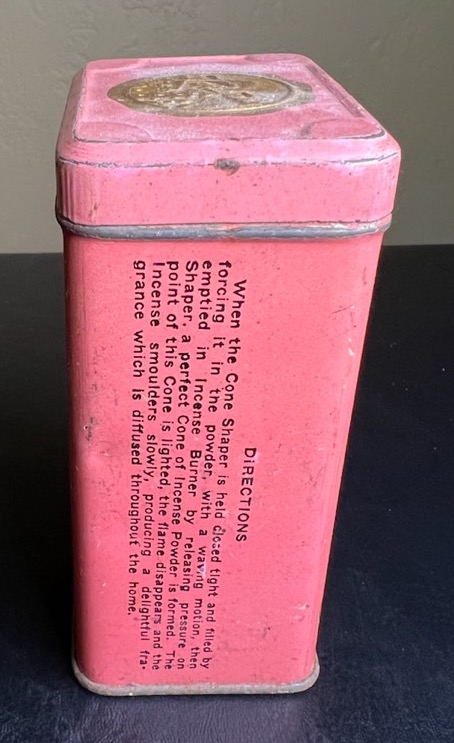 DIRECTIONS
When the Cone Shaper is held closed tight and filled by
forcing it in the powder, with a waving motion, then
emptied in Incense Burner by releasing pressure on
Shaper, a perfect Cone of Incense Powder is formed. The
point of this Cone is lighted, the flame disappears and the
Incense smoulders slowly, producing a delightful fra-
grance which is diffused throughout the home.